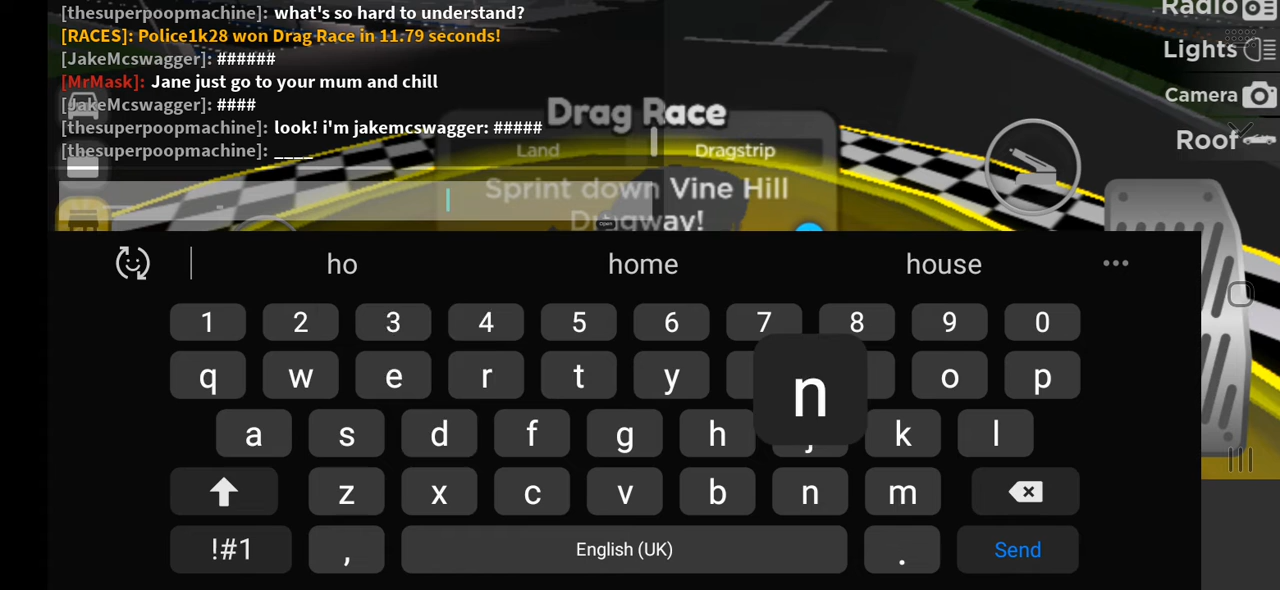 [thesuperpoopmachine]: what's so hard to understand?
[RACES]: Police1k28 won Drag Race in 11.79 seconds!
[JakeMcswagger]: ######
[MrMask]: Jane just go to your mum and chill
[JakeMcswagger]: ####
[thesuperpoopmachine]: look! i'm jakemcswagger: #####
[thesuperpoopmachine]: ____
Radio
Lights
Camera
Roof
Drag Race
Land Dragstrip
Sprint down Vine Hill
Dragway!
Open
ho home house
1 2 3 4 5 6 7 8 9 0
q w e r t y o p
n
a s d f g h j k l
z x c v b n m
!#1 , English (UK) . Send